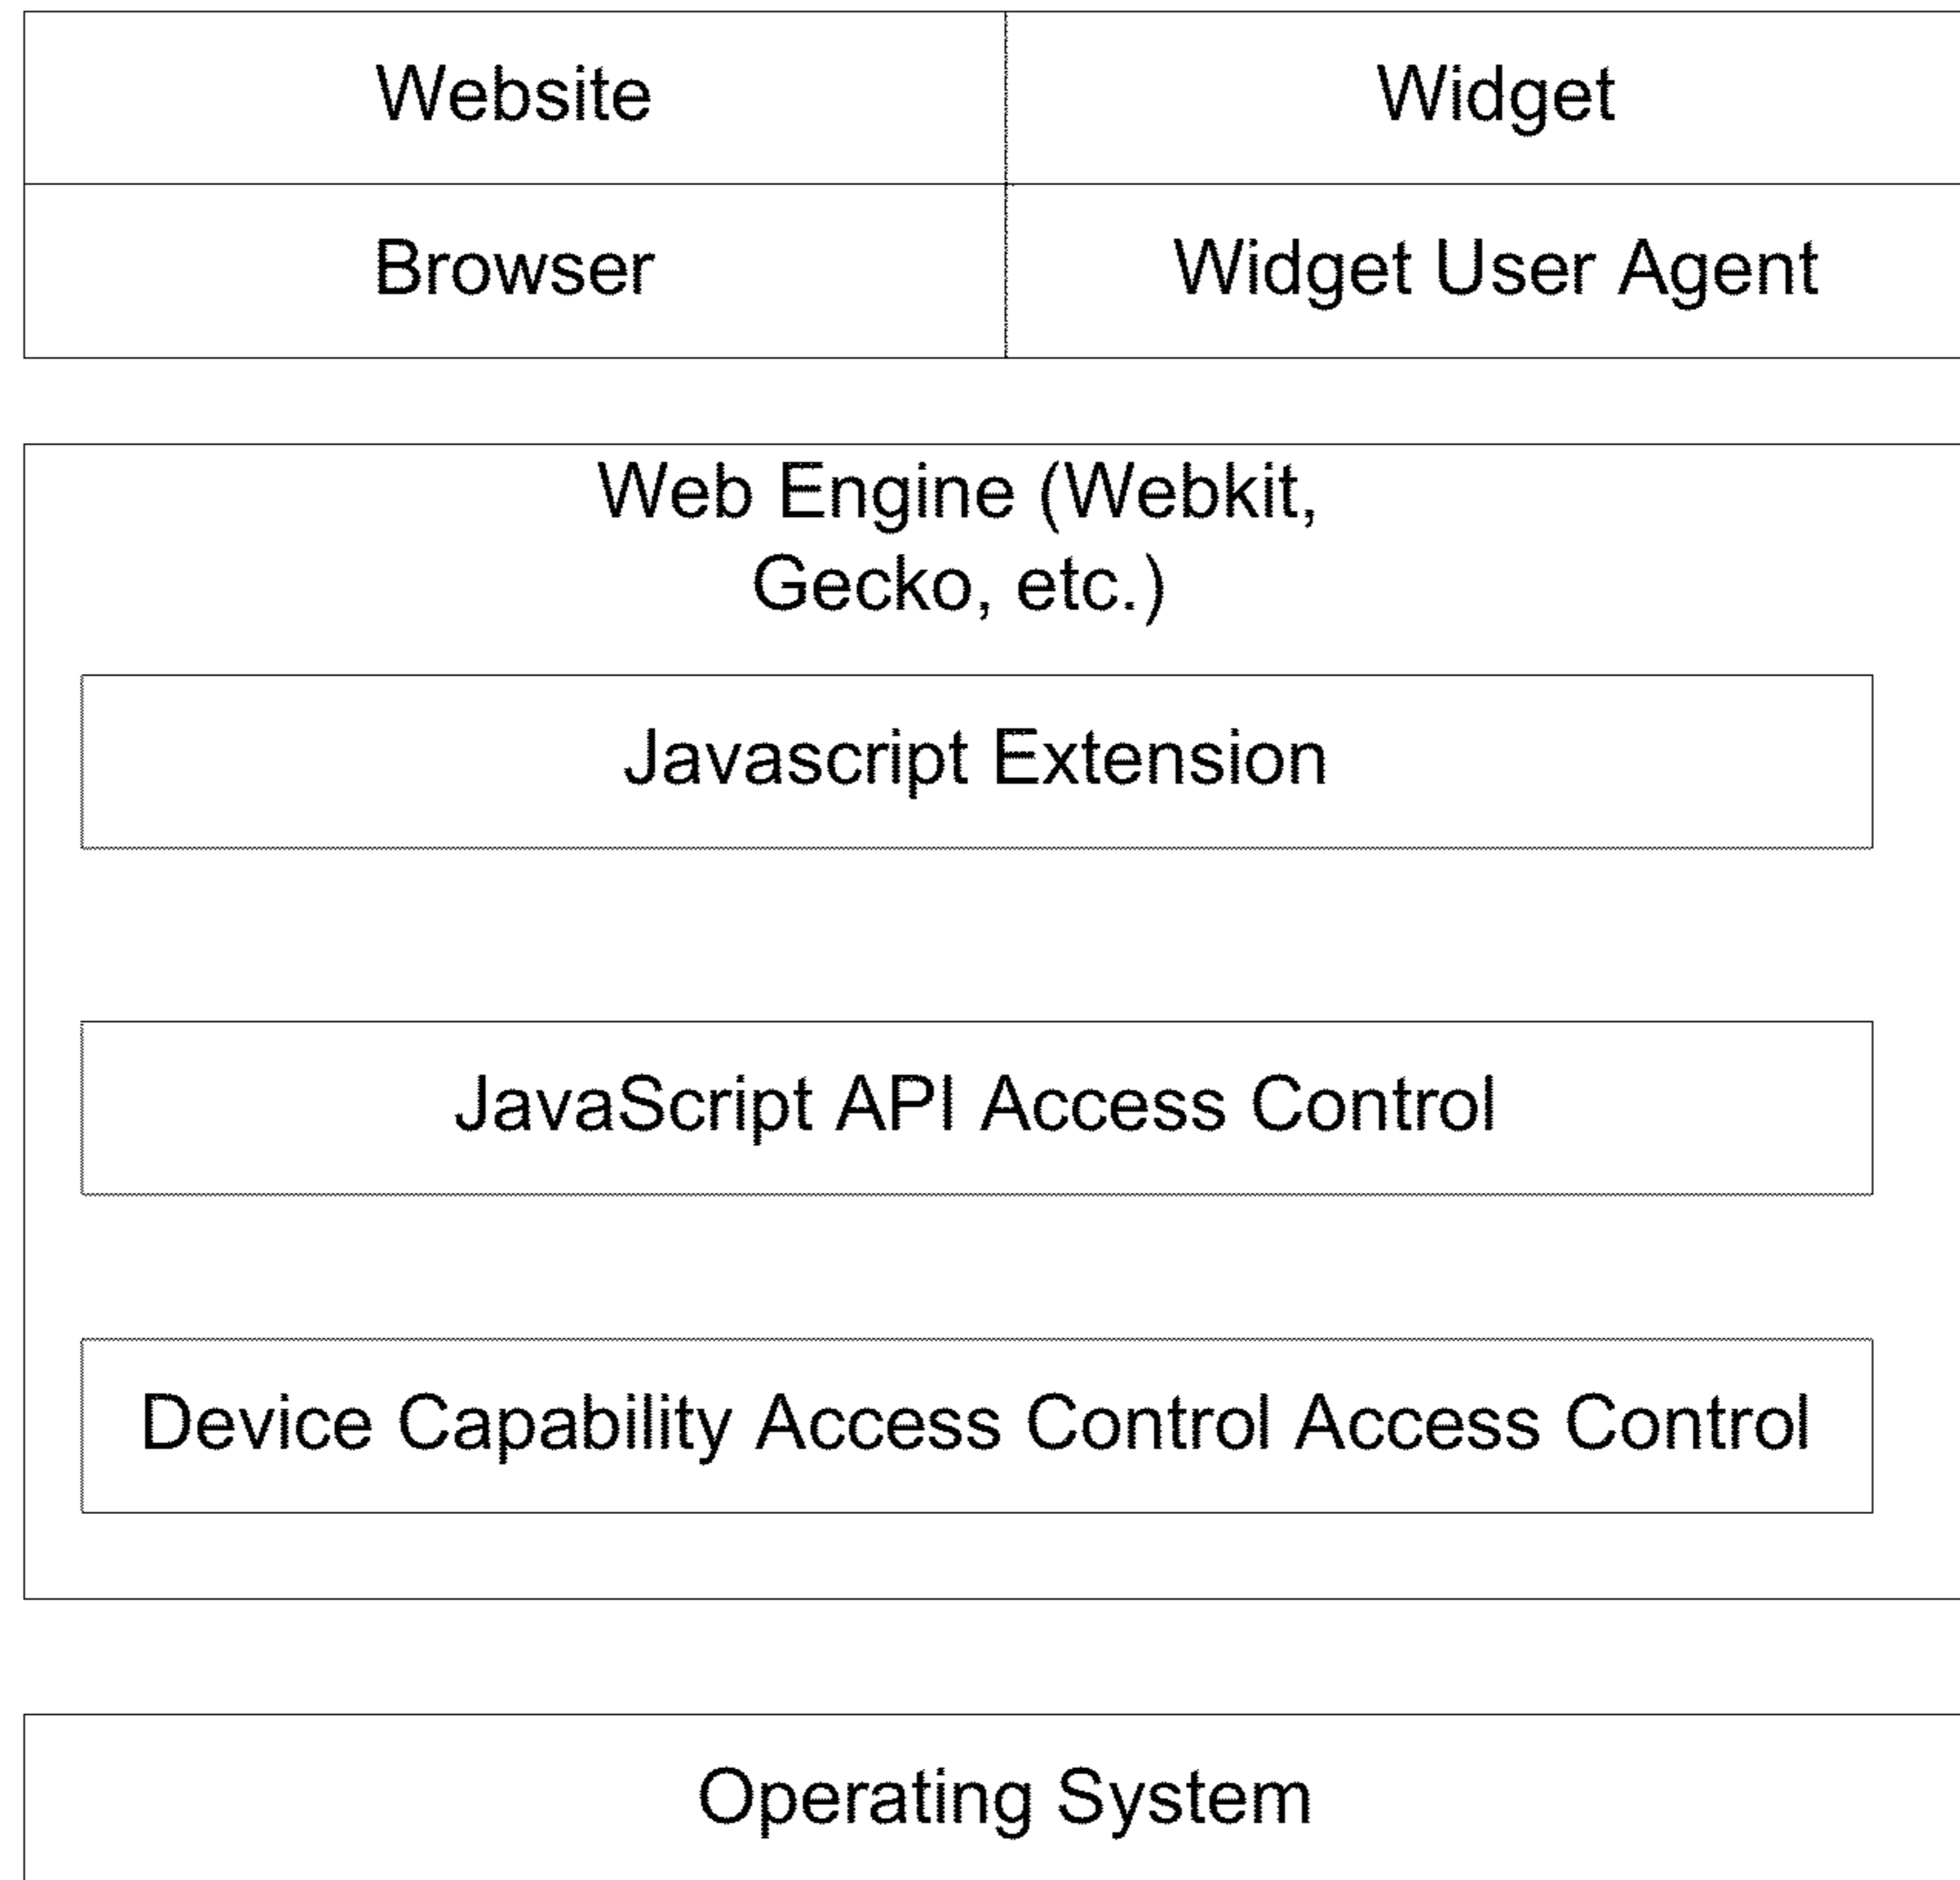 Website
Widget
Browser
Widget User Agent
Web Engine (Webkit,
Gecko, etc.)
Javascript Extension
JavaScript API Access Control
Device Capability Access Control Access Control
Operating System